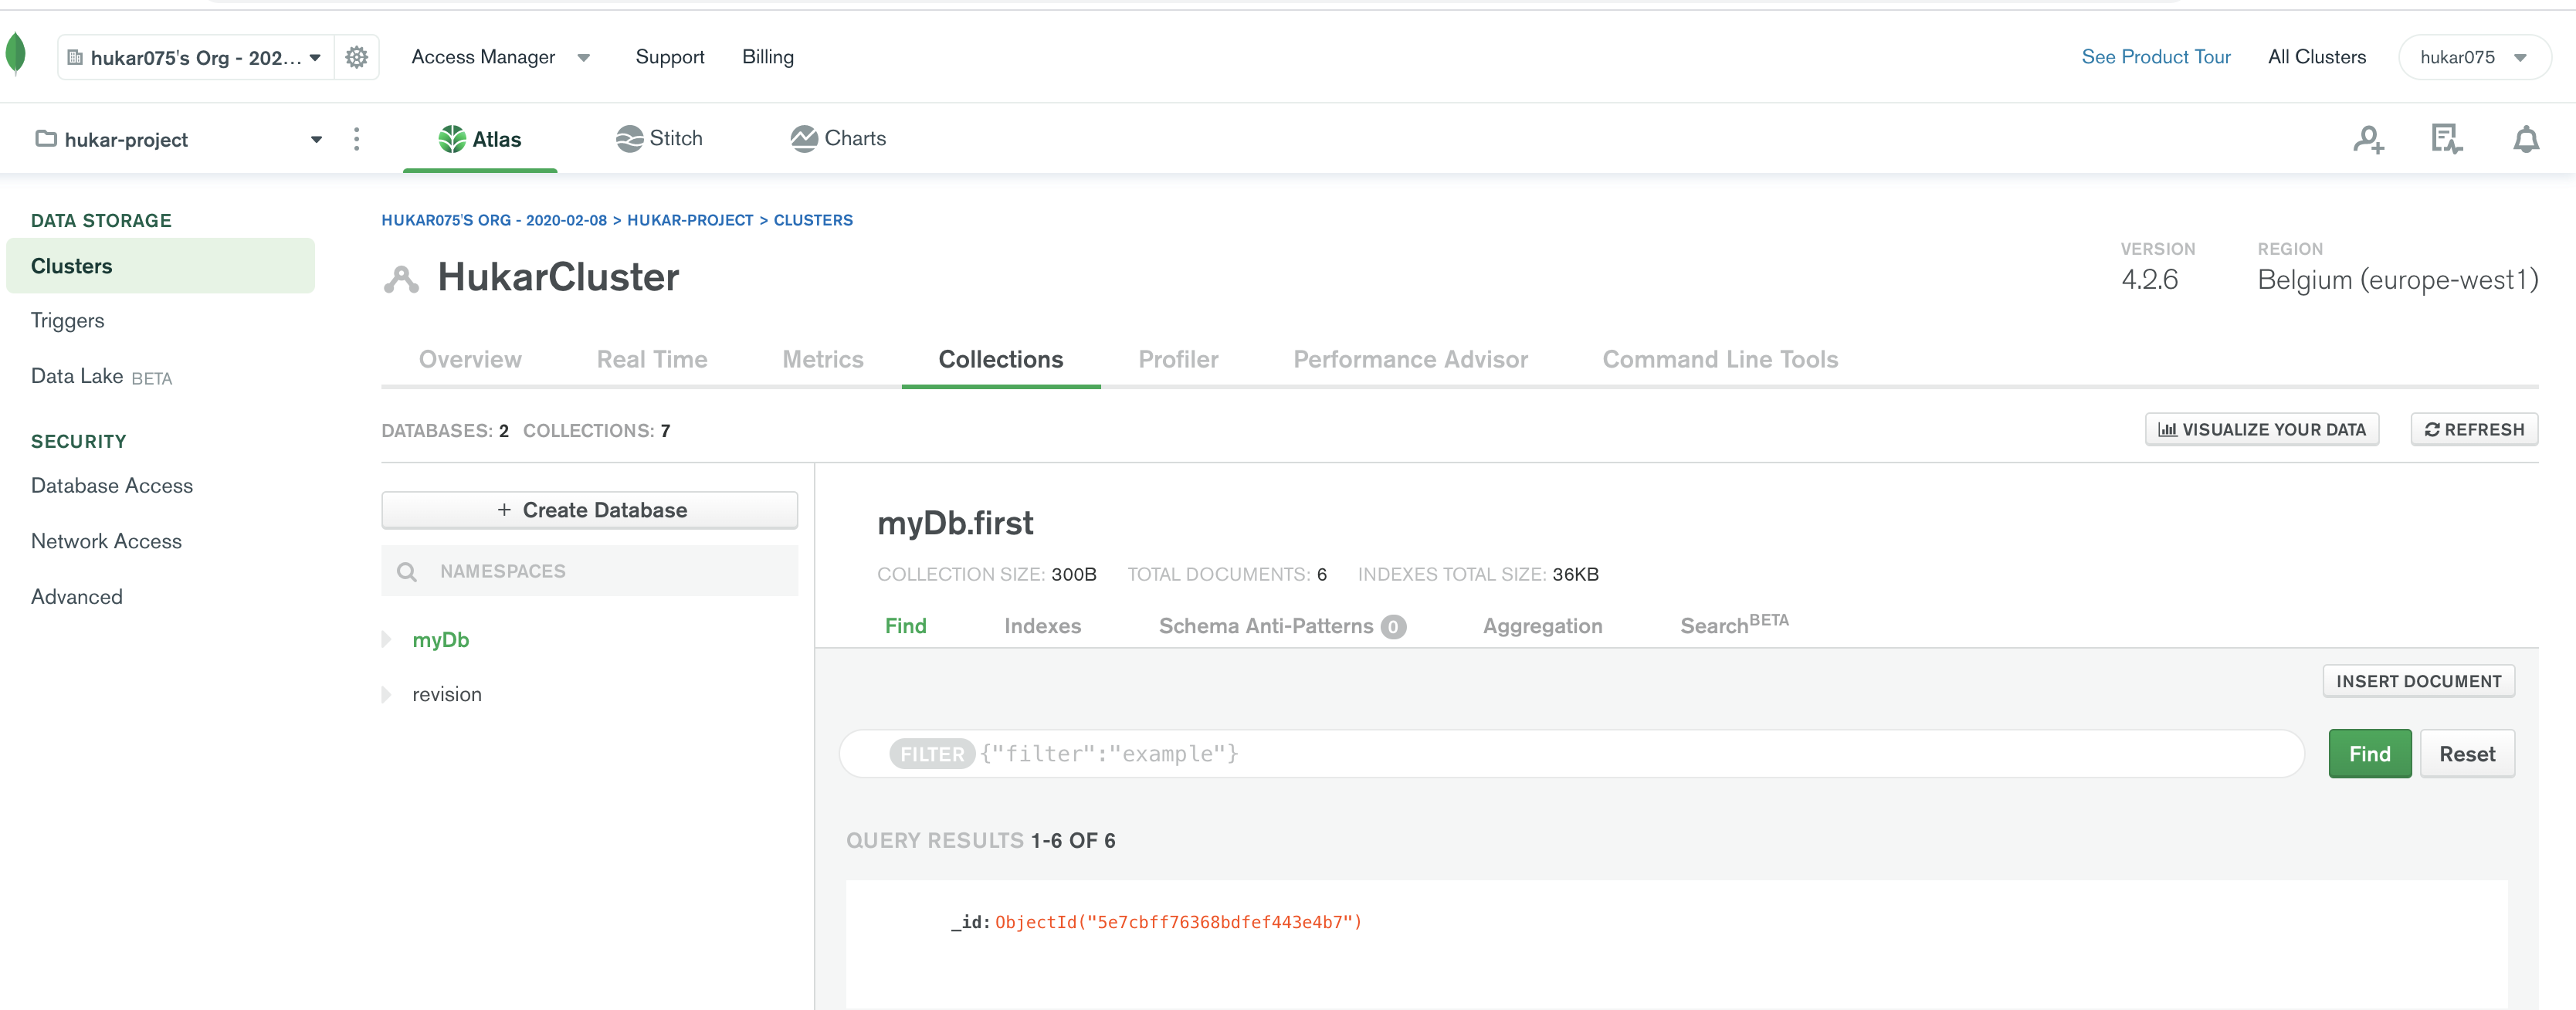 hukar075's Org - 202...
Access Manager
Support
Billing
See Product Tour
All Clusters
hukar075
hukar-project
Atlas
Stitch
Charts
DATA STORAGE
Clusters
Triggers
Data Lake BETA
SECURITY
Database Access
Network Access
Advanced
HUKAR075'S ORG - 2020-02-08 > HUKAR-PROJECT > CLUSTERS
HukarCluster
VERSION
4.2.6
REGION
Belgium (europe-west1)
Overview
Real Time
Metrics
Collections
Profiler
Performance Advisor
Command Line Tools
DATABASES: 2 COLLECTIONS: 7
VISUALIZE YOUR DATA
REFRESH
+ Create Database
NAMESPACES
myDb
revision
myDb.first
COLLECTION SIZE: 300B TOTAL DOCUMENTS: 6 INDEXES TOTAL SIZE: 36KB
Find
Indexes
Schema Anti-Patterns 0
Aggregation
Search BETA
INSERT DOCUMENT
FILTER {"filter":"example"}
Find
Reset
QUERY RESULTS 1-6 OF 6
_id: ObjectId("5e7cbff76368bdfef443e4b7")